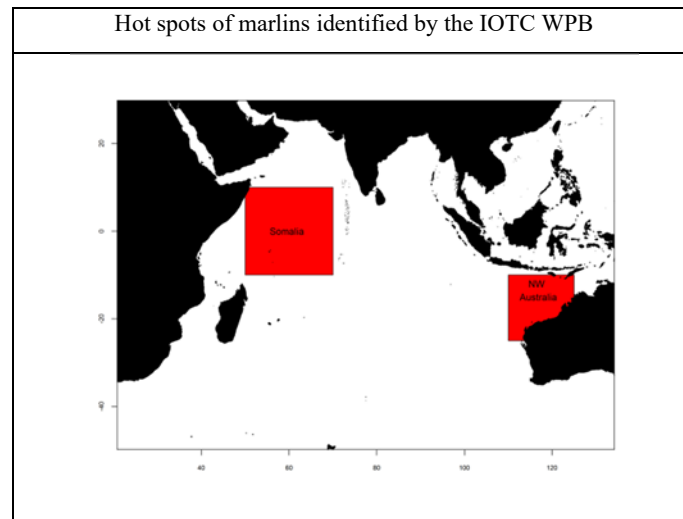 Hot spots of marlins identified by the IOTC WPB
20
0
-20
-40
Somalia
NW
Australia
40
60
80
100
120